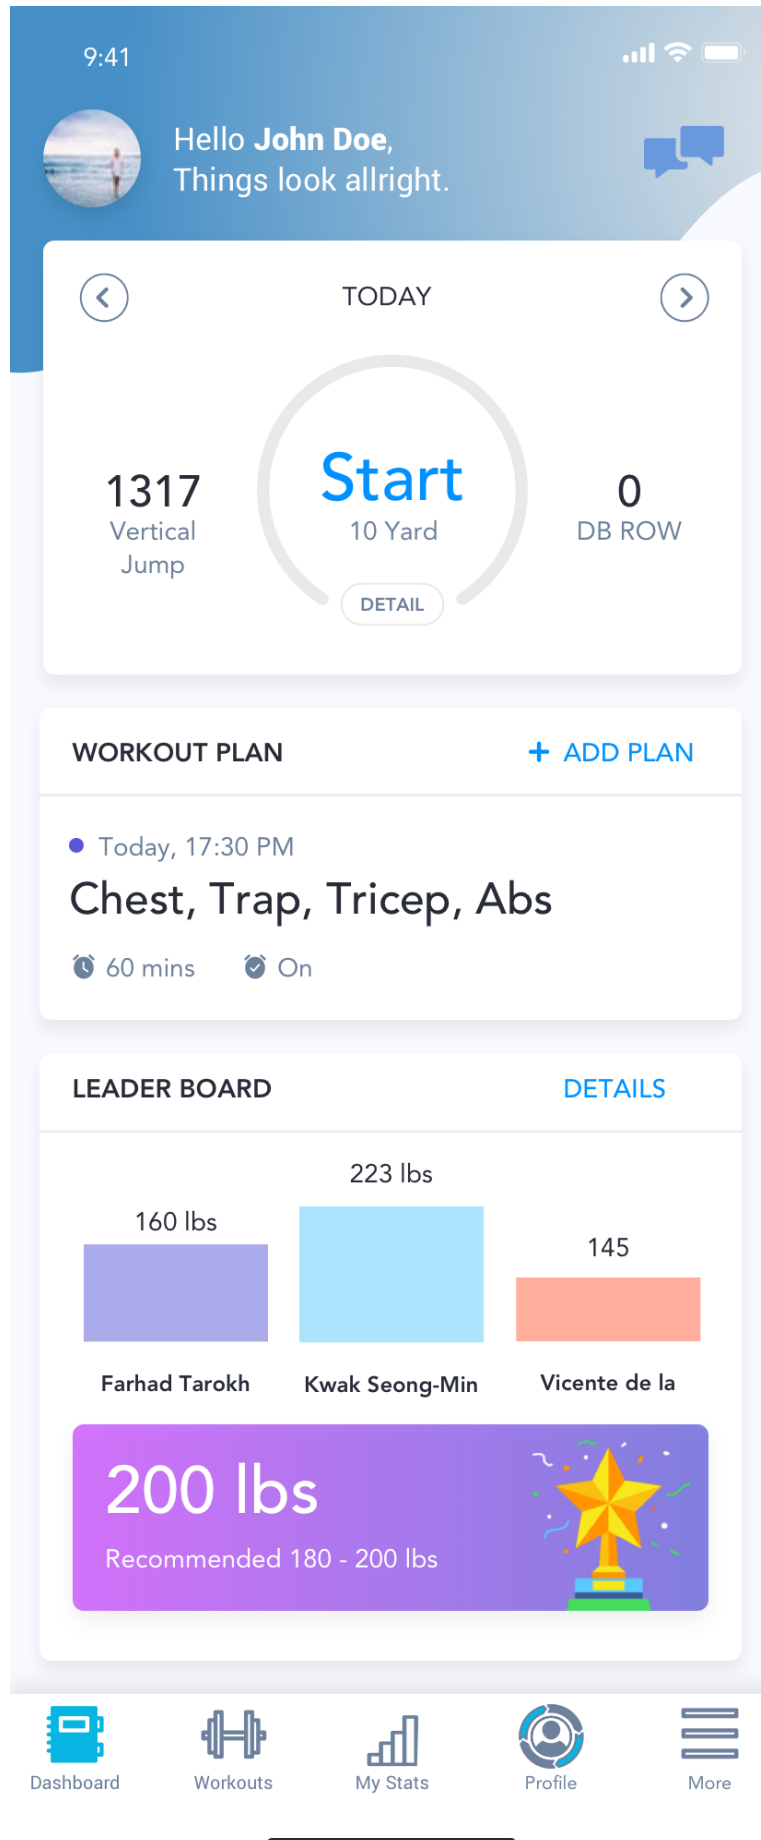 9:41
Hello John Doe,
Things look allright.
TODAY
1317
Vertical
Jump
Start
10 Yard
DETAIL
0
DB ROW
WORKOUT PLAN
+ ADD PLAN
Today, 17:30 PM
Chest, Trap, Tricep, Abs
60 mins
On
LEADER BOARD
DETAILS
160 lbs
223 lbs
145
Farhad Tarokh
Kwak Seong-Min
Vicente de la
200 lbs
Recommended 180 - 200 lbs
Dashboard
Workouts
My Stats
Profile
More